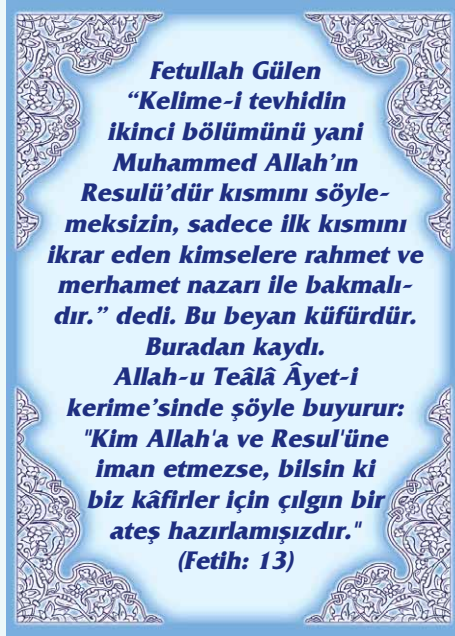 Fetullah Gülen
“Kelime-i tevhidin
ikinci bölümünü yani
Muhammed Allah’ın
Resulü’dür kısmını söyle-
meksizin, sadece ilk kısmını
ikrar eden kimselere rahmet ve
merhamet nazarı ile bakmalı-
dır.” dedi. Bu beyan küfürdür.
Buradan kaydı.
Allah-u Teâlâ Âyet-i
kerime’sinde şöyle buyurur:
"Kim Allah'a ve Resul'üne
iman etmezse, bilsin ki
biz kâfirler için çılgın bir
ateş hazırlamışızdır."
(Fetih: 13)